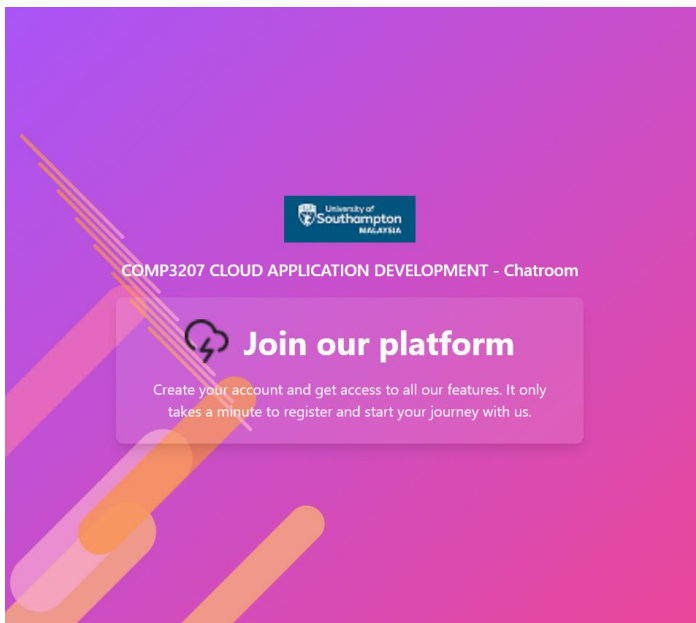 University of
Southampton
MALAYSIA
COMP3207 CLOUD APPLICATION DEVELOPMENT - Chatroom
Join our platform
Create your account and get access to all our features. It only
takes a minute to register and start your journey with us.